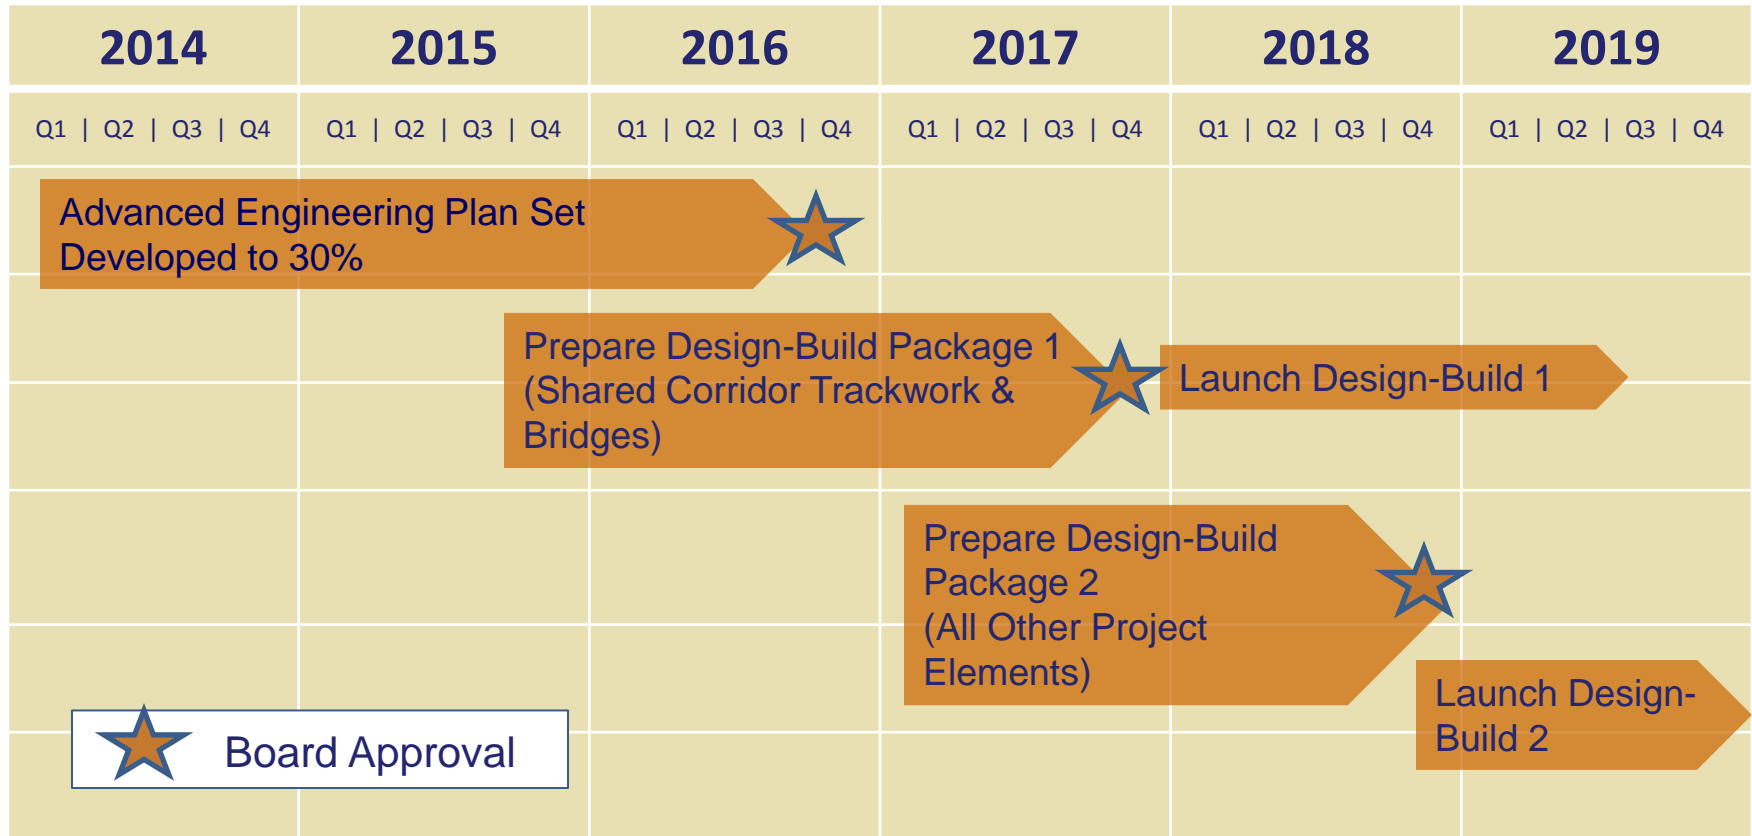 2014 2015 2016 2017 2018 2019
Q1 | Q2 | Q3 | Q4 Q1 | Q2 | Q3 | Q4 Q1 | Q2 | Q3 | Q4 Q1 | Q2 | Q3 | Q4 Q1 | Q2 | Q3 | Q4 Q1 | Q2 | Q3 | Q4
Advanced Engineering Plan Set
Developed to 30%
Prepare Design-Build Package 1
(Shared Corridor Trackwork &
Bridges)
Launch Design-Build 1
Prepare Design-Build
Package 2
(All Other Project
Elements)
Launch Design-
Build 2
Board Approval